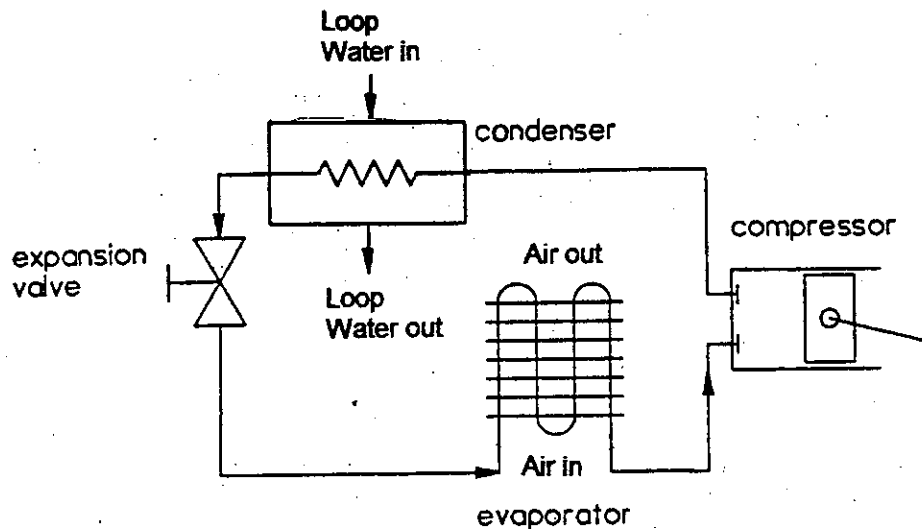 Loop
Water in
condenser
compressor
expansion
valve
Air out
Loop
Water out
Air in
evaporator